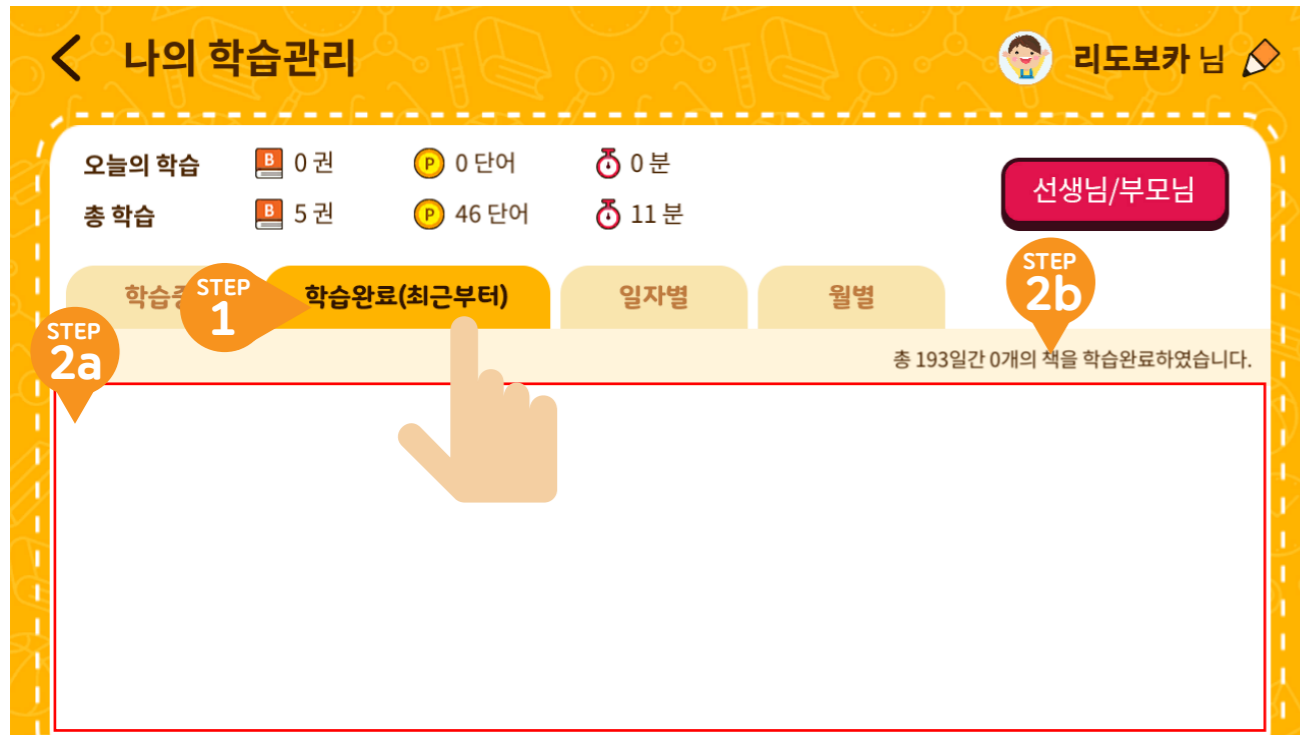 나의 학습관리
리도보카 님
오늘의 학습 B 0 권 P 0 단어 0 분
총 학습 B 5 권 P 46 단어 11 분
선생님/부모님
학습중 학습완료(최근부터) 일자별 월별
STEP 1
STEP 2a
STEP 2b
총 193일간 0개의 책을 학습완료하였습니다.